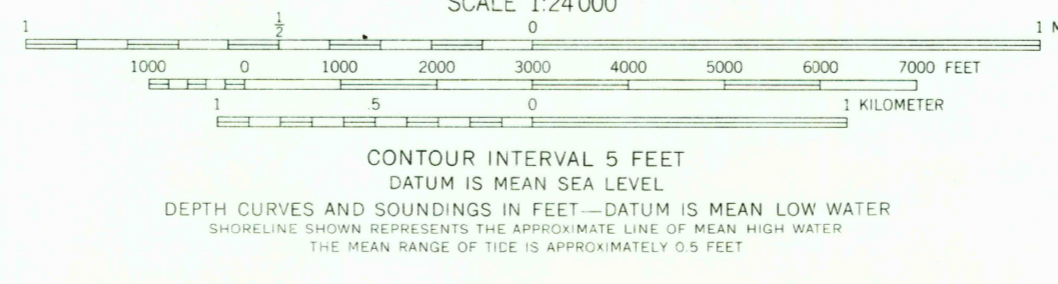 SCALE 1:24 000
1 ½ 0 1
1000 0 1000 2000 3000 4000 5000 6000 7000 FEET
1 .5 0 1 KILOMETER
CONTOUR INTERVAL 5 FEET
DATUM IS MEAN SEA LEVEL
DEPTH CURVES AND SOUNDINGS IN FEET—DATUM IS MEAN LOW WATER
SHORELINE SHOWN REPRESENTS THE APPROXIMATE LINE OF MEAN HIGH WATER
THE MEAN RANGE OF TIDE IS APPROXIMATELY 0.5 FEET